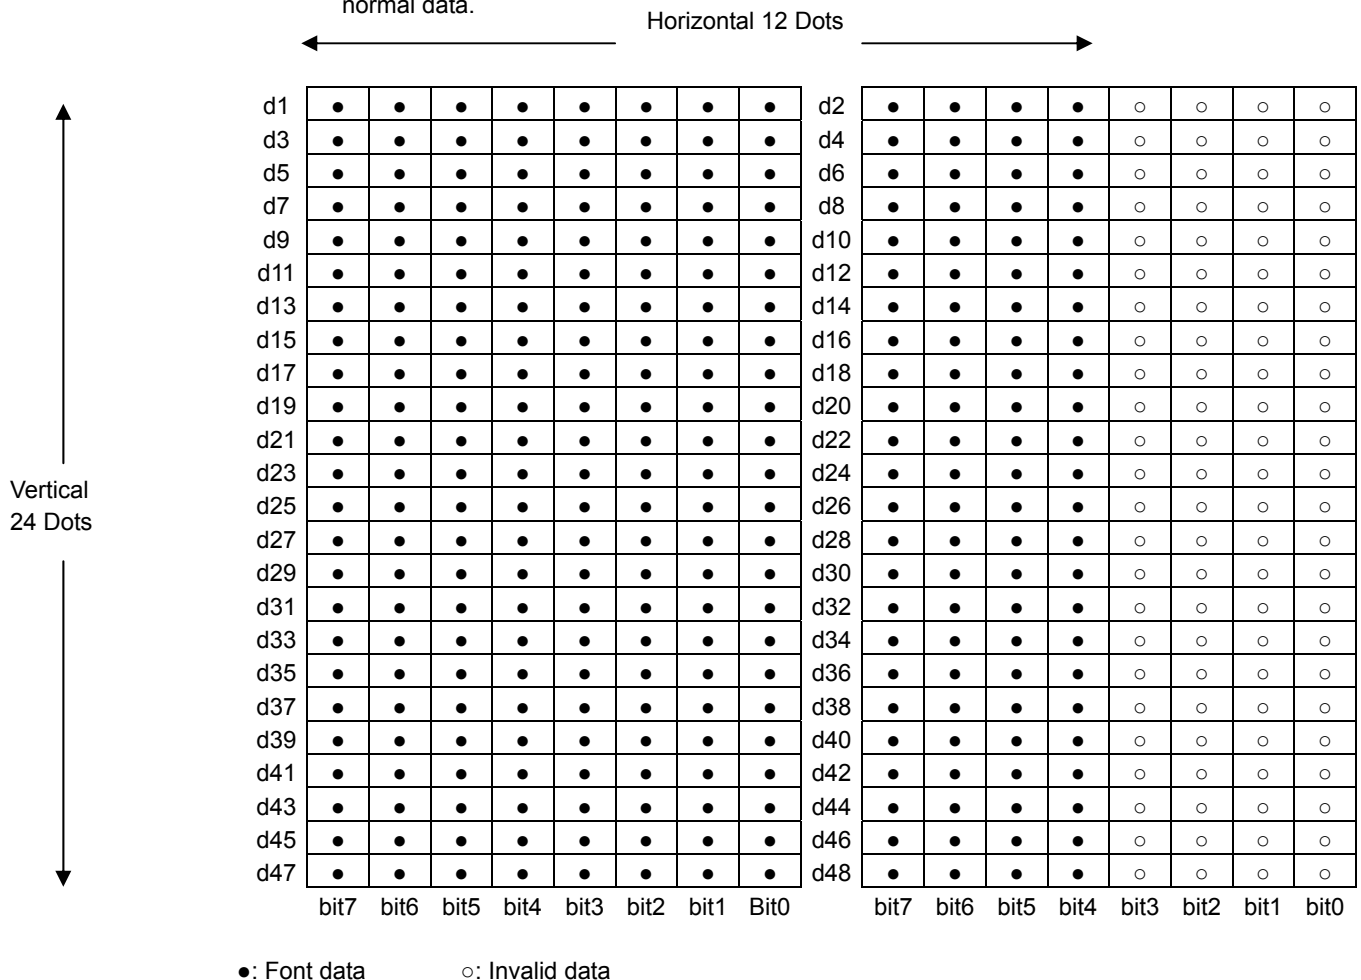 normal data.
Horizontal 12 Dots
d1 ● ● ● ● ● ● ● ● d2 ● ● ● ● ○ ○ ○ ○
d3 ● ● ● ● ● ● ● ● d4 ● ● ● ● ○ ○ ○ ○
d5 ● ● ● ● ● ● ● ● d6 ● ● ● ● ○ ○ ○ ○
d7 ● ● ● ● ● ● ● ● d8 ● ● ● ● ○ ○ ○ ○
d9 ● ● ● ● ● ● ● ● d10 ● ● ● ● ○ ○ ○ ○
d11 ● ● ● ● ● ● ● ● d12 ● ● ● ● ○ ○ ○ ○
d13 ● ● ● ● ● ● ● ● d14 ● ● ● ● ○ ○ ○ ○
d15 ● ● ● ● ● ● ● ● d16 ● ● ● ● ○ ○ ○ ○
d17 ● ● ● ● ● ● ● ● d18 ● ● ● ● ○ ○ ○ ○
d19 ● ● ● ● ● ● ● ● d20 ● ● ● ● ○ ○ ○ ○
d21 ● ● ● ● ● ● ● ● d22 ● ● ● ● ○ ○ ○ ○
d23 ● ● ● ● ● ● ● ● d24 ● ● ● ● ○ ○ ○ ○
Vertical
24 Dots
d25 ● ● ● ● ● ● ● ● d26 ● ● ● ● ○ ○ ○ ○
d27 ● ● ● ● ● ● ● ● d28 ● ● ● ● ○ ○ ○ ○
d29 ● ● ● ● ● ● ● ● d30 ● ● ● ● ○ ○ ○ ○
d31 ● ● ● ● ● ● ● ● d32 ● ● ● ● ○ ○ ○ ○
d33 ● ● ● ● ● ● ● ● d34 ● ● ● ● ○ ○ ○ ○
d35 ● ● ● ● ● ● ● ● d36 ● ● ● ● ○ ○ ○ ○
d37 ● ● ● ● ● ● ● ● d38 ● ● ● ● ○ ○ ○ ○
d39 ● ● ● ● ● ● ● ● d40 ● ● ● ● ○ ○ ○ ○
d41 ● ● ● ● ● ● ● ● d42 ● ● ● ● ○ ○ ○ ○
d43 ● ● ● ● ● ● ● ● d44 ● ● ● ● ○ ○ ○ ○
d45 ● ● ● ● ● ● ● ● d46 ● ● ● ● ○ ○ ○ ○
d47 ● ● ● ● ● ● ● ● d48 ● ● ● ● ○ ○ ○ ○
bit7 bit6 bit5 bit4 bit3 bit2 bit1 Bit0 bit7 bit6 bit5 bit4 bit3 bit2 bit1 bit0
●: Font data ○: Invalid data